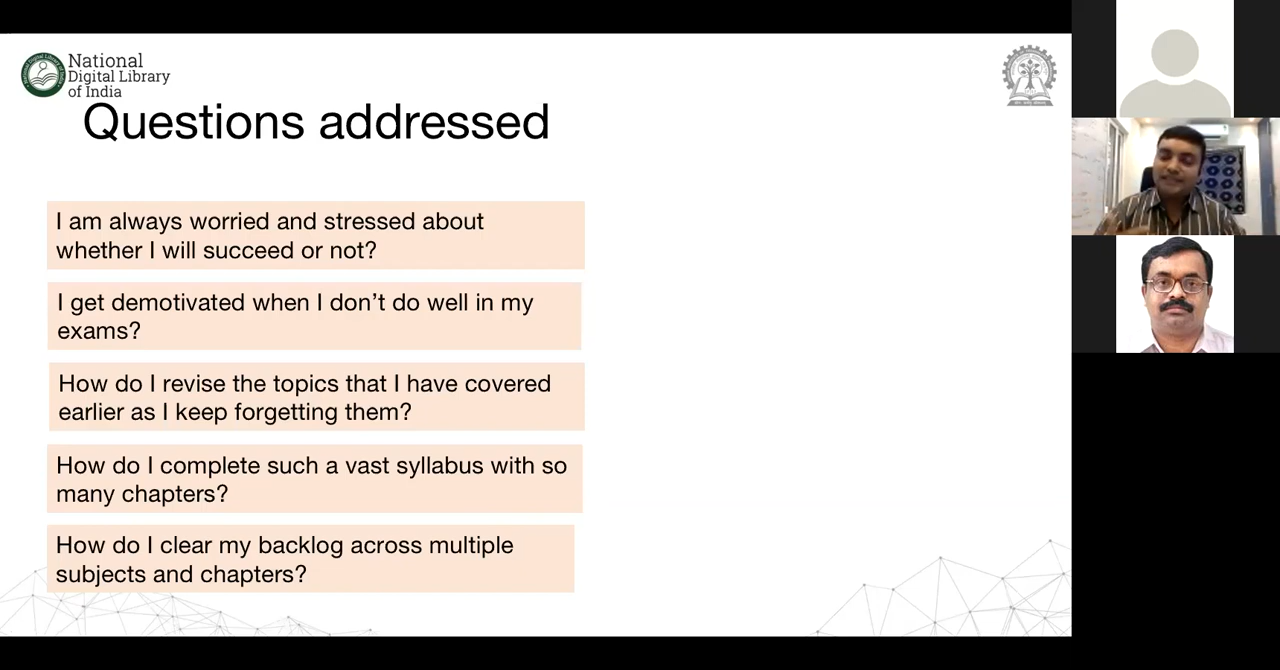 National
Digital Library
of India
Questions addressed
I am always worried and stressed about
whether I will succeed or not?
I get demotivated when I don’t do well in my
exams?
How do I revise the topics that I have covered
earlier as I keep forgetting them?
How do I complete such a vast syllabus with so
many chapters?
How do I clear my backlog across multiple
subjects and chapters?